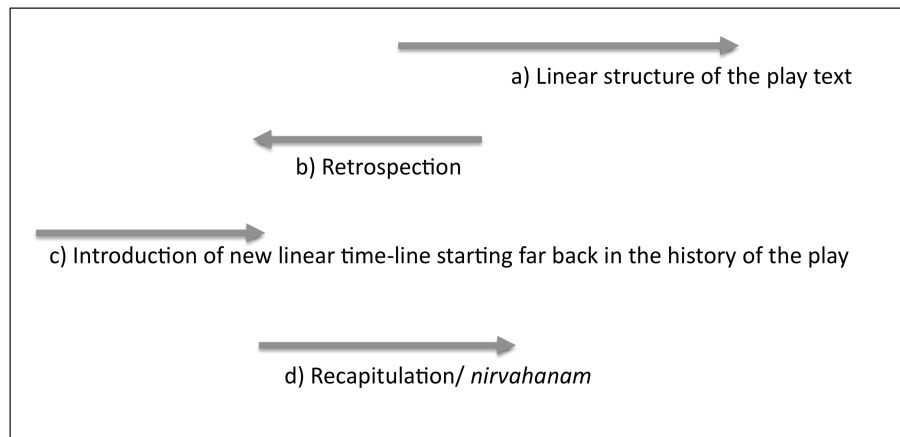 a) Linear structure of the play text
b) Retrospection
c) Introduction of new linear time-line starting far back in the history of the play
d) Recapitulation/ nirvahanam